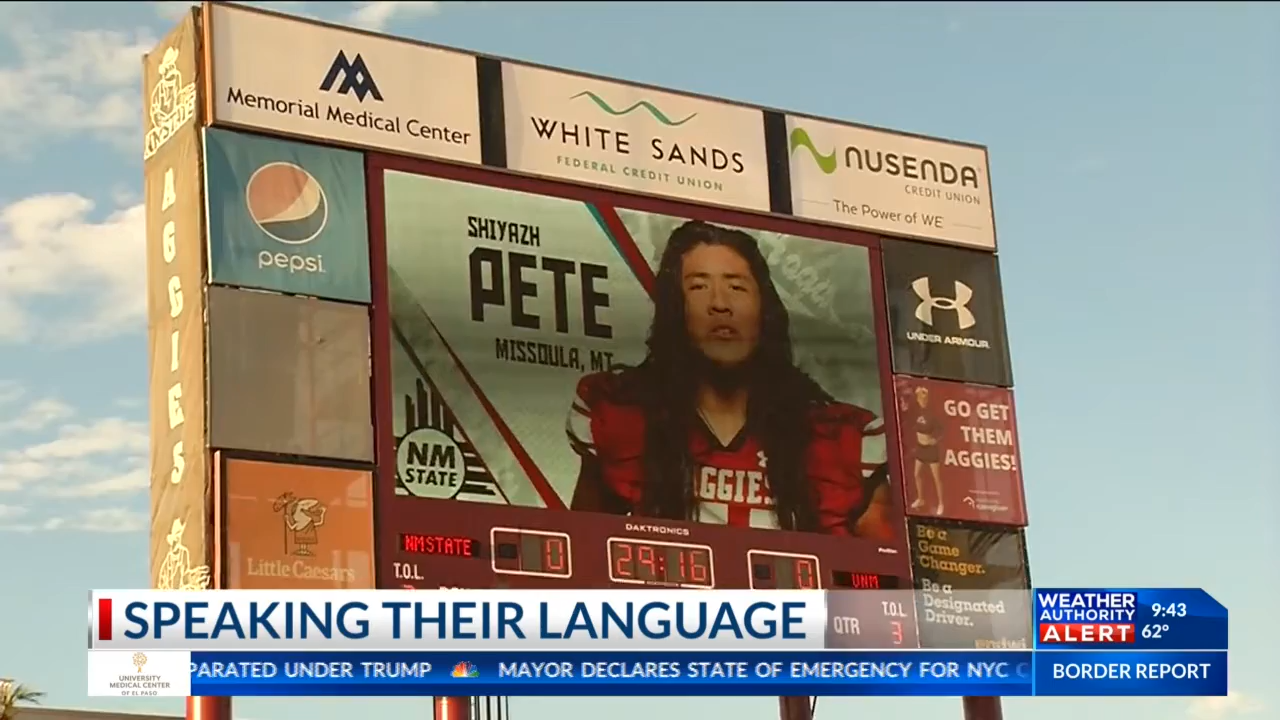 Memorial Medical Center
WHITE SANDS
FEDERAL CREDIT UNION
NUSENDA
CREDIT UNION
The Power of WE
AGGIES
pepsi
SHIYAZH
PETE
MISSOULA, MT
NM
STATE
AGGIES
UNDER ARMOUR
GO GET
THEM
AGGIES!
Little Caesars
DAKTRONICS
NMSTATE
0
29:16
0
UNM
T.O.L.
QTR
T.O.L
3
Be a
Game
Changer.
Be a
Designated
Driver.
SPEAKING THEIR LANGUAGE
WEATHER
AUTHORITY
ALERT
9:43
62°
UNIVERSITY
MEDICAL CENTER
OF EL PASO
PARATED UNDER TRUMP MAYOR DECLARES STATE OF EMERGENCY FOR NYC
BORDER REPORT